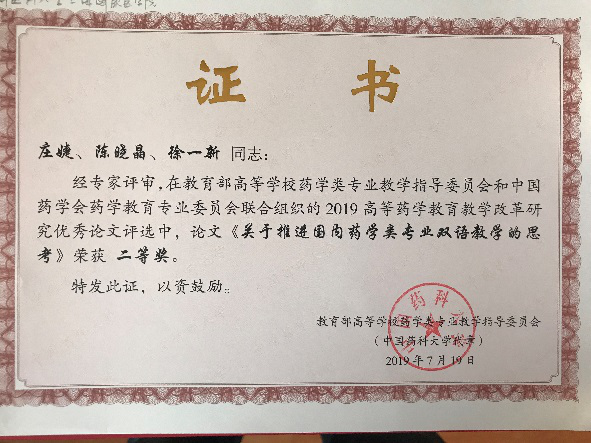 证 书
庄婕、陈晓晶、徐一新 同志：
经专家评审，在教育部高等学校药学类专业教学指导委员会和中国
药学会药学教育专业委员会联合组织的 2019 高等药学教育教学改革研
究优秀论文评选中，论文《关于推进国内药学类专业双语教学的思
考》荣获 二等奖。
特发此证，以资鼓励。
教育部高等学校药学类专业教学指导委员会
（中国药科大学代章）
2019 年 7 月 10 日